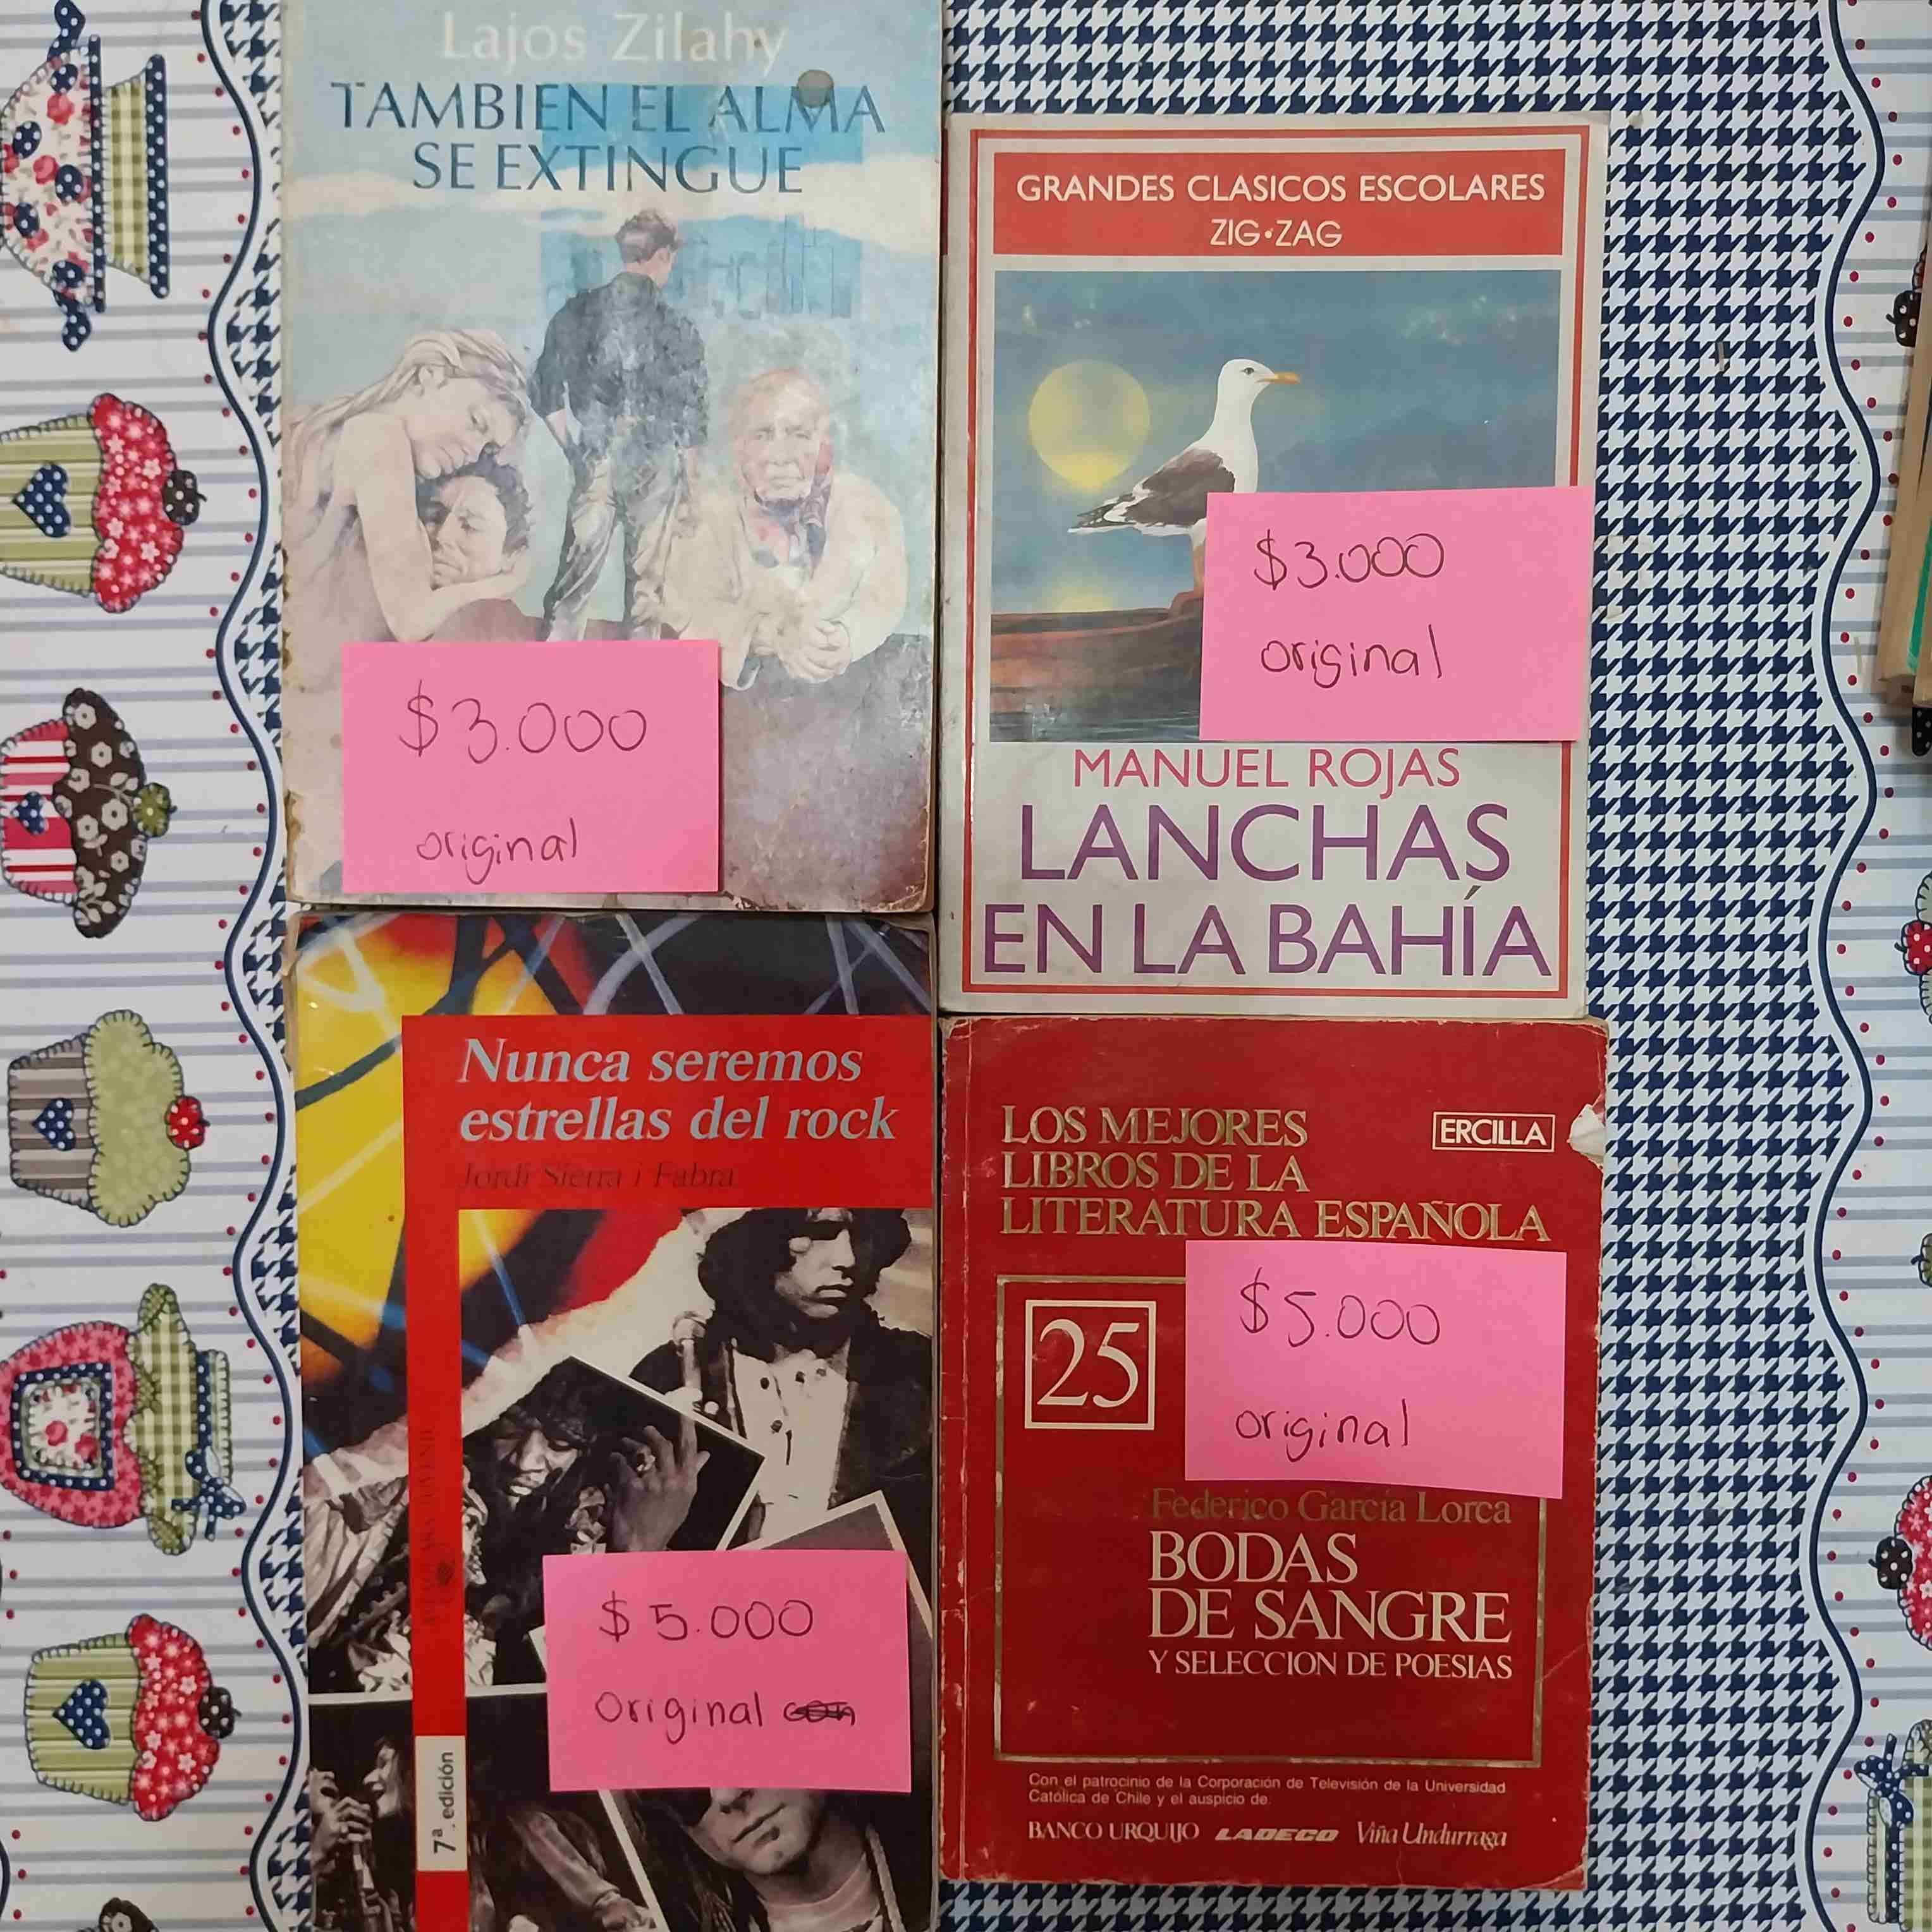 Lajos Zilahy
TAMBIEN EL ALMA
SE EXTINGUE
$3.000
original
GRANDES CLASICOS ESCOLARES
ZIG·ZAG
$3.000
original
MANUEL ROJAS
LANCHAS
EN LA BAHÍA
Nunca seremos
estrellas del rock
Jordi Sierra i Fabra
ALFAGUARA JUVENIL
$5.000
Original
7ª. edición
LOS MEJORES
LIBROS DE LA
LITERATURA ESPAÑOLA
ERCILLA
25
$5.000
original
Federico García Lorca
BODAS
DE SANGRE
Y SELECCION DE POESIAS
Con el patrocinio de la Corporación de Televisión de la Universidad
Católica de Chile y el auspicio de:
BANCO URQUIJO LADECO Viña Undurraga